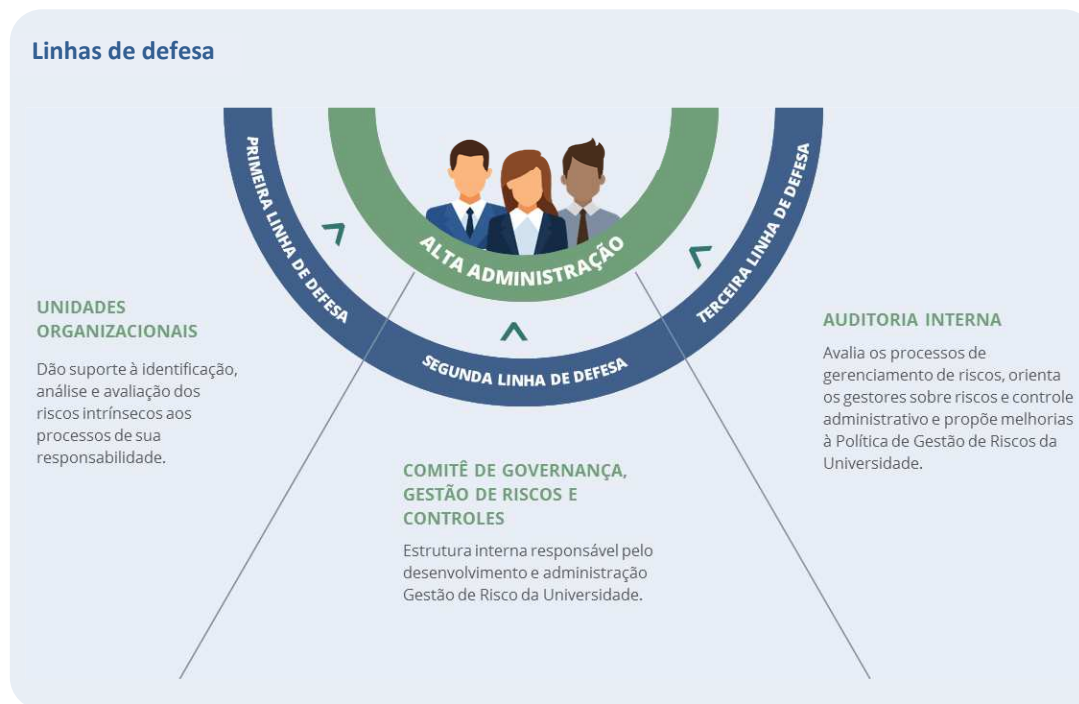 Linhas de defesa
PRIMEIRA LINHA DE DEFESA
ALTA ADMINISTRAÇÃO
SEGUNDA LINHA DE DEFESA
TERCEIRA LINHA DE DEFESA
UNIDADES
ORGANIZACIONAIS
Dão suporte à identificação,
análise e avaliação dos
riscos intrínsecos aos
processos de sua
responsabilidade.
COMITÊ DE GOVERNANÇA,
GESTÃO DE RISCOS E
CONTROLES
Estrutura interna responsável pelo
desenvolvimento e administração
Gestão de Risco da Universidade.
AUDITORIA INTERNA
Avalia os processos de
gerenciamento de riscos, orienta
os gestores sobre riscos e controle
administrativo e propõe melhorias
à Política de Gestão de Riscos da
Universidade.